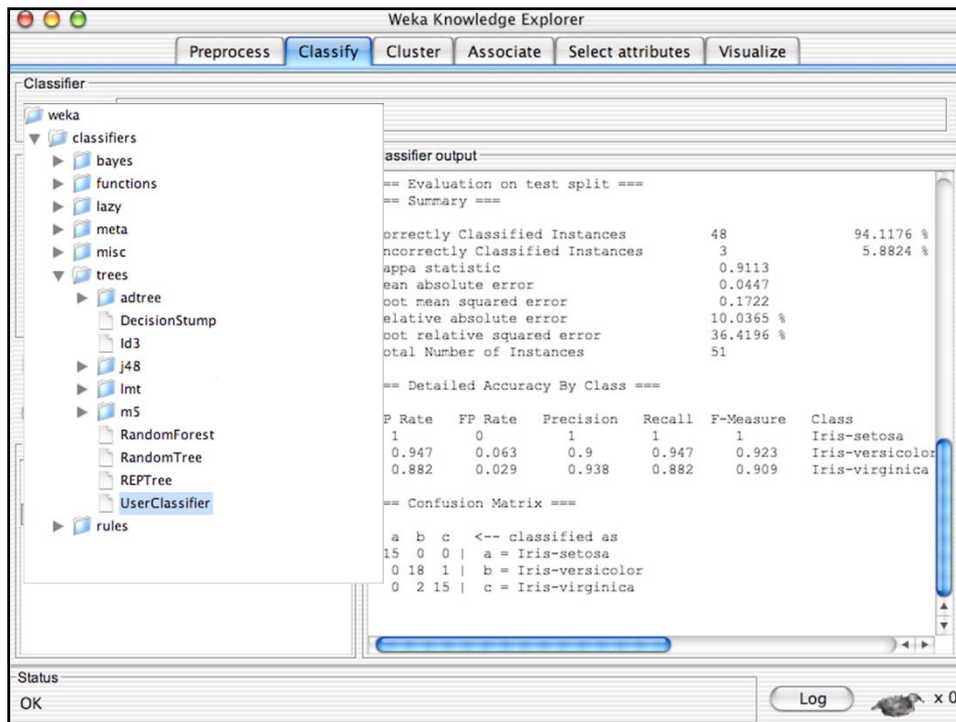 Weka Knowledge Explorer
Preprocess Classify Cluster Associate Select attributes Visualize
Classifier
weka
classifiers
bayes
functions
lazy
meta
misc
trees
adtree
DecisionStump
Id3
j48
lmt
m5
RandomForest
RandomTree
REPTree
UserClassifier
rules
assifier output
== Evaluation on test split ===
== Summary ===
orrectly Classified Instances 48 94.1176 %
ncorrectly Classified Instances 3 5.8824 %
appa statistic 0.9113
ean absolute error 0.0447
oot mean squared error 0.1722
elative absolute error 10.0365 %
oot relative squared error 36.4196 %
otal Number of Instances 51
== Detailed Accuracy By Class ===
P Rate FP Rate Precision Recall F-Measure Class
1 0 1 1 1 Iris-setosa
0.947 0.063 0.9 0.947 0.923 Iris-versicolor
0.882 0.029 0.938 0.882 0.909 Iris-virginica
== Confusion Matrix ===
a b c <-- classified as
15 0 0 | a = Iris-setosa
0 18 1 | b = Iris-versicolor
0 2 15 | c = Iris-virginica
Status
OK
Log
x 0